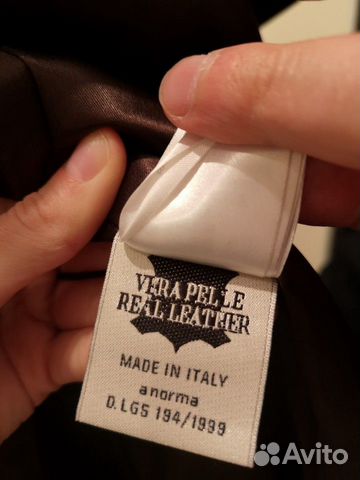 VERA PELLE
REAL LEATHER
MADE IN ITALY
a norma
D.LGS 194/1999
Avito